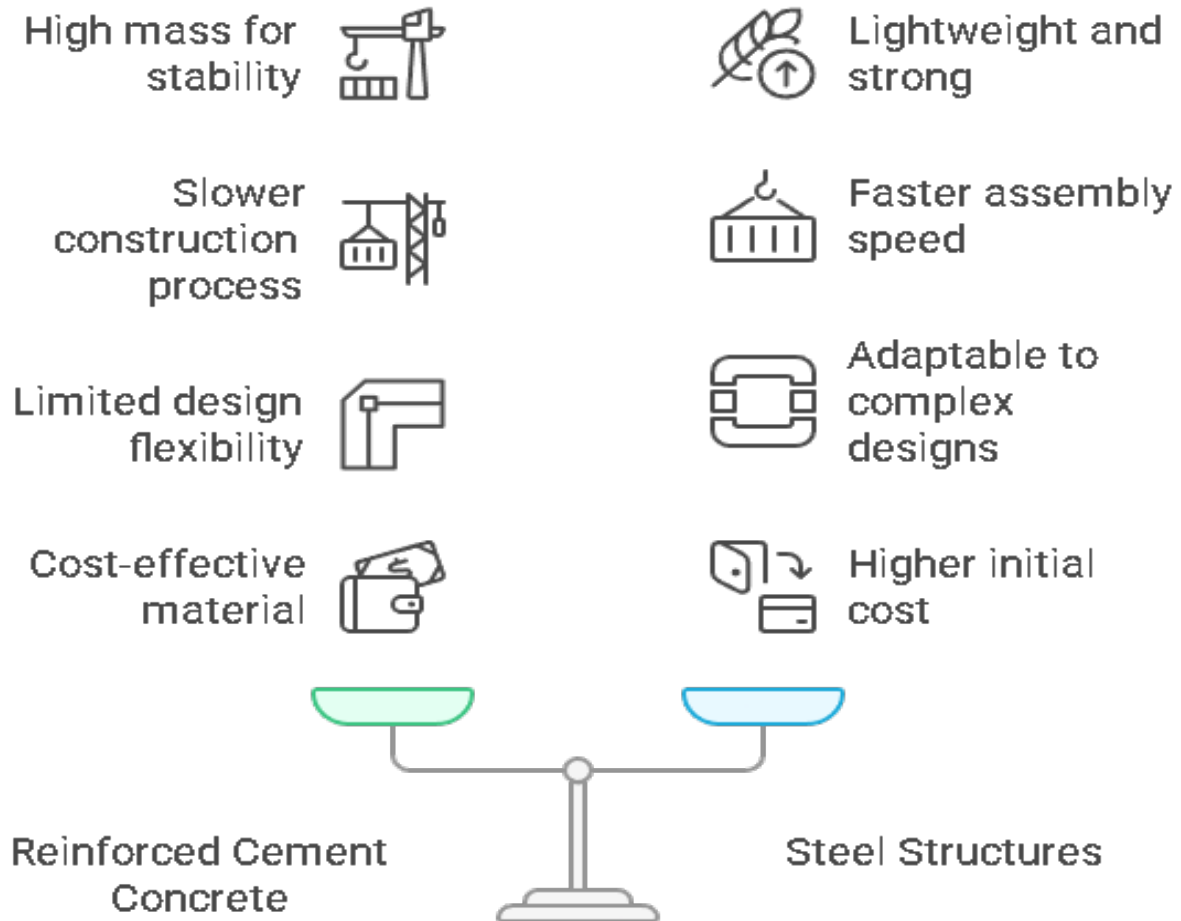 High mass for
stability
Lightweight and
strong
Slower
construction
process
Faster assembly
speed
Limited design
flexibility
Adaptable to
complex
designs
Cost-effective
material
Higher initial
cost
Reinforced Cement
Concrete
Steel Structures